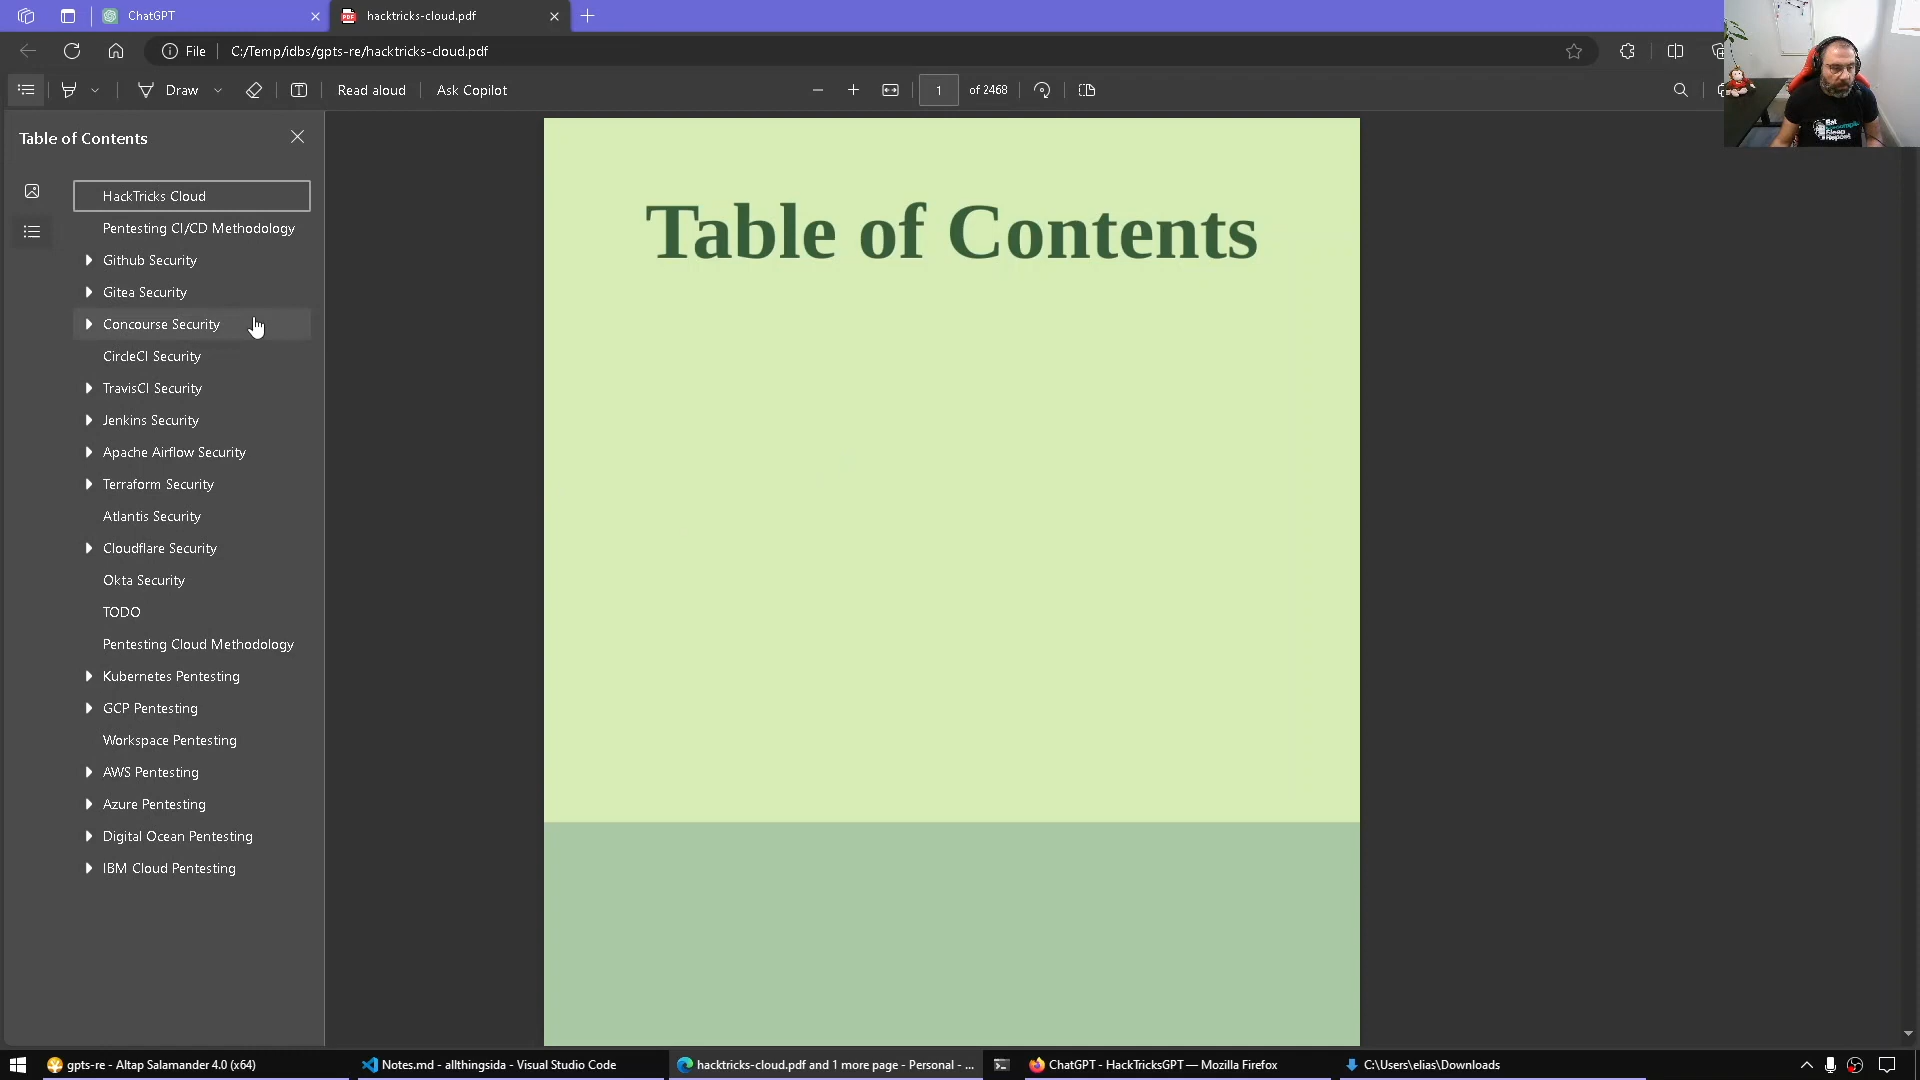 ChatGPT
hacktricks-cloud.pdf
File
C:/Temp/idbs/gpts-re/hacktricks-cloud.pdf
Draw
Read aloud
Ask Copilot
1
of 2468
Table of Contents
HackTricks Cloud
Pentesting CI/CD Methodology
Github Security
Gitea Security
Concourse Security
CircleCI Security
TravisCI Security
Jenkins Security
Apache Airflow Security
Terraform Security
Atlantis Security
Cloudflare Security
Okta Security
TODO
Pentesting Cloud Methodology
Kubernetes Pentesting
GCP Pentesting
Workspace Pentesting
AWS Pentesting
Azure Pentesting
Digital Ocean Pentesting
IBM Cloud Pentesting
Table of Contents
gpts-re - Altap Salamander 4.0 (x64)
Notes.md - allthingsida - Visual Studio Code
hacktricks-cloud.pdf and 1 more page - Personal - ...
ChatGPT - HackTricksGPT — Mozilla Firefox
C:\Users\elias\Downloads